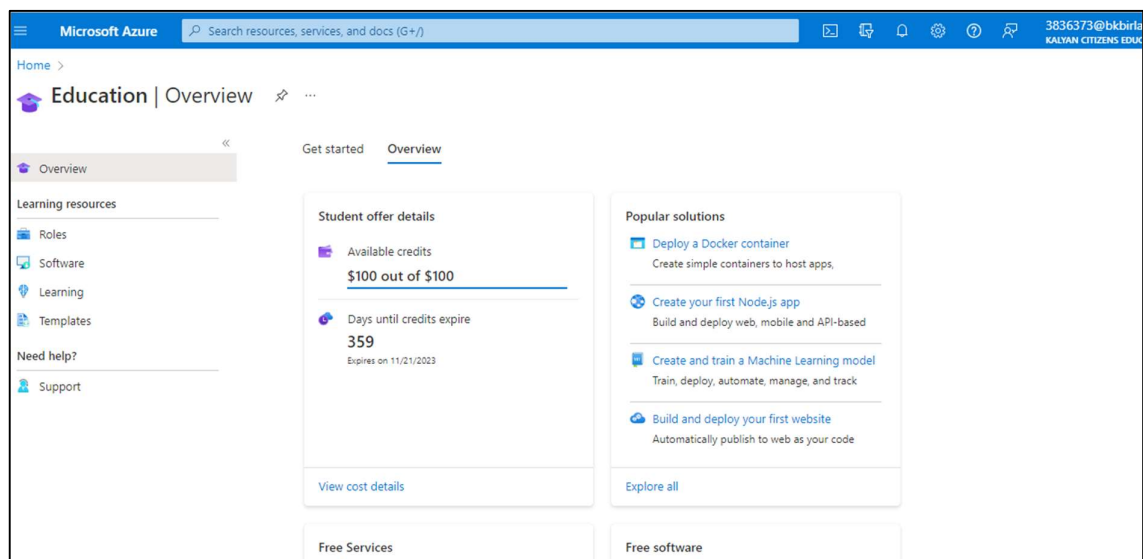 Microsoft Azure
Search resources, services, and docs (G+/)
3836373@bkbirla
KALYAN CITIZENS EDUC
Home >
Education | Overview
...
«
Overview
Learning resources
Roles
Software
Learning
Templates
Need help?
Support
Get started Overview
Student offer details
Available credits
$100 out of $100
Days until credits expire
359
Expires on 11/21/2023
View cost details
Popular solutions
Deploy a Docker container
Create simple containers to host apps,
Create your first Node.js app
Build and deploy web, mobile and API-based
Create and train a Machine Learning model
Train, deploy, automate, manage, and track
Build and deploy your first website
Automatically publish to web as your code
Explore all
Free Services
Free software